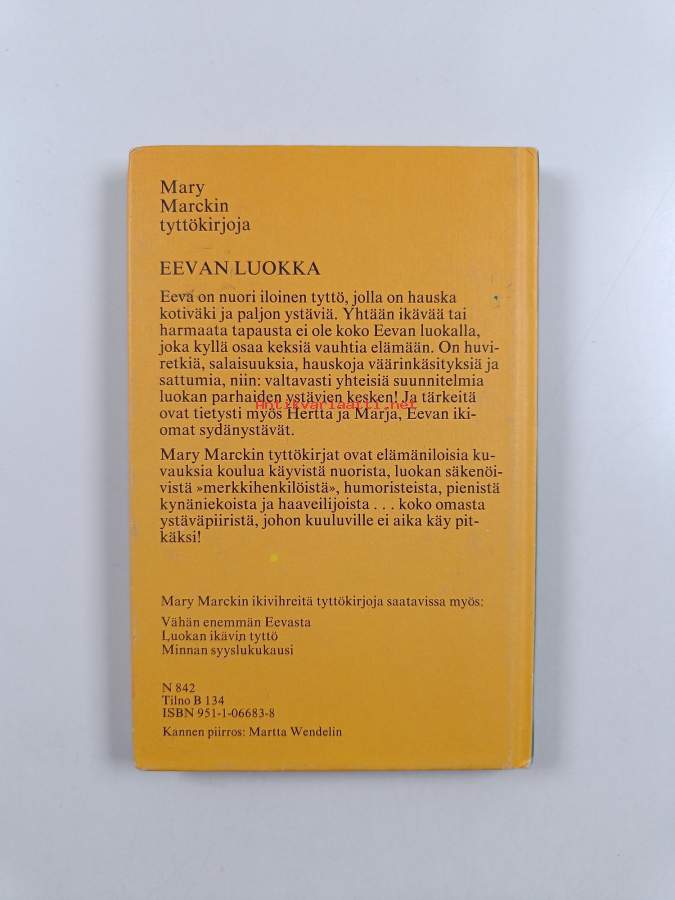 Mary
Marckin
tyttökirjoja
EEVAN LUOKKA
Eeva on nuori iloinen tyttö, jolla on hauska
kotiväki ja paljon ystäviä. Yhtään ikävää tai
harmaata tapausta ei ole koko Eevan luokalla,
joka kyllä osaa keksiä vauhtia elämään. On huvi-
retkiä, salaisuuksia, hauskoja väärinkäsityksiä ja
sattumia, niin: valtavasti yhteisiä suunnitelmia
luokan parhaiden ystävien kesken! Ja tärkeitä
Antikvariaatti.net
ovat tietysti myös Hertta ja Marja, Eevan iki-
omat sydänystävät.
Mary Marckin tyttökirjat ovat elämäniloisia ku-
vauksia koulua käyvistä nuorista, luokan säkenöi-
vistä »merkkihenkilöistä», humoristeista, pienistä
kynäniekoista ja haaveilijoista . . . koko omasta
ystäväpiiristä, johon kuuluville ei aika käy pit-
käksi!
Mary Marckin ikivihreitä tyttökirjoja saatavissa myös:
Vähän enemmän Eevasta
Luokan ikävin tyttö
Minnan syyslukukausi
N 842
Tilno B 134
ISBN 951-1-06683-8
Kannen piirros: Martta Wendelin